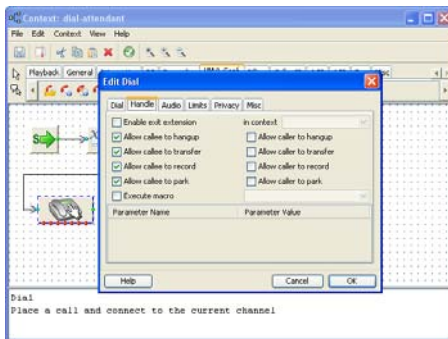 Context: dial-attendant
File Edit Context View Help
Playback General
Edit Dial
Dial Handle Audio Limits Privacy Misc
Enable exit extension in context
Allow callee to hangup Allow caller to hangup
Allow callee to transfer Allow caller to transfer
Allow callee to record Allow caller to record
Allow callee to park Allow caller to park
Execute macro
Parameter Name Parameter Value
S
Help Cancel OK
Dial
Place a call and connect to the current channel